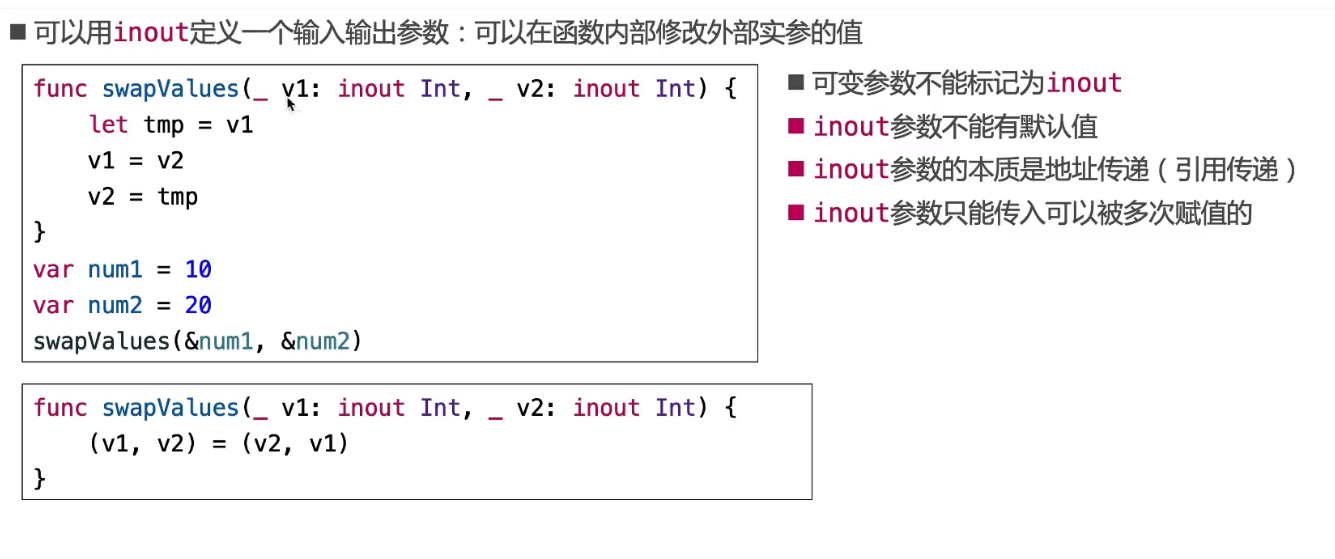 可以用inout定义一个输入输出参数：可以在函数内部修改外部实参的值
func swapValues(_ v1: inout Int, _ v2: inout Int) {
    let tmp = v1
    v1 = v2
    v2 = tmp
}
var num1 = 10
var num2 = 20
swapValues(&num1, &num2)
func swapValues(_ v1: inout Int, _ v2: inout Int) {
    (v1, v2) = (v2, v1)
}
可变参数不能标记为inout
inout参数不能有默认值
inout参数的本质是地址传递（引用传递）
inout参数只能传入可以被多次赋值的